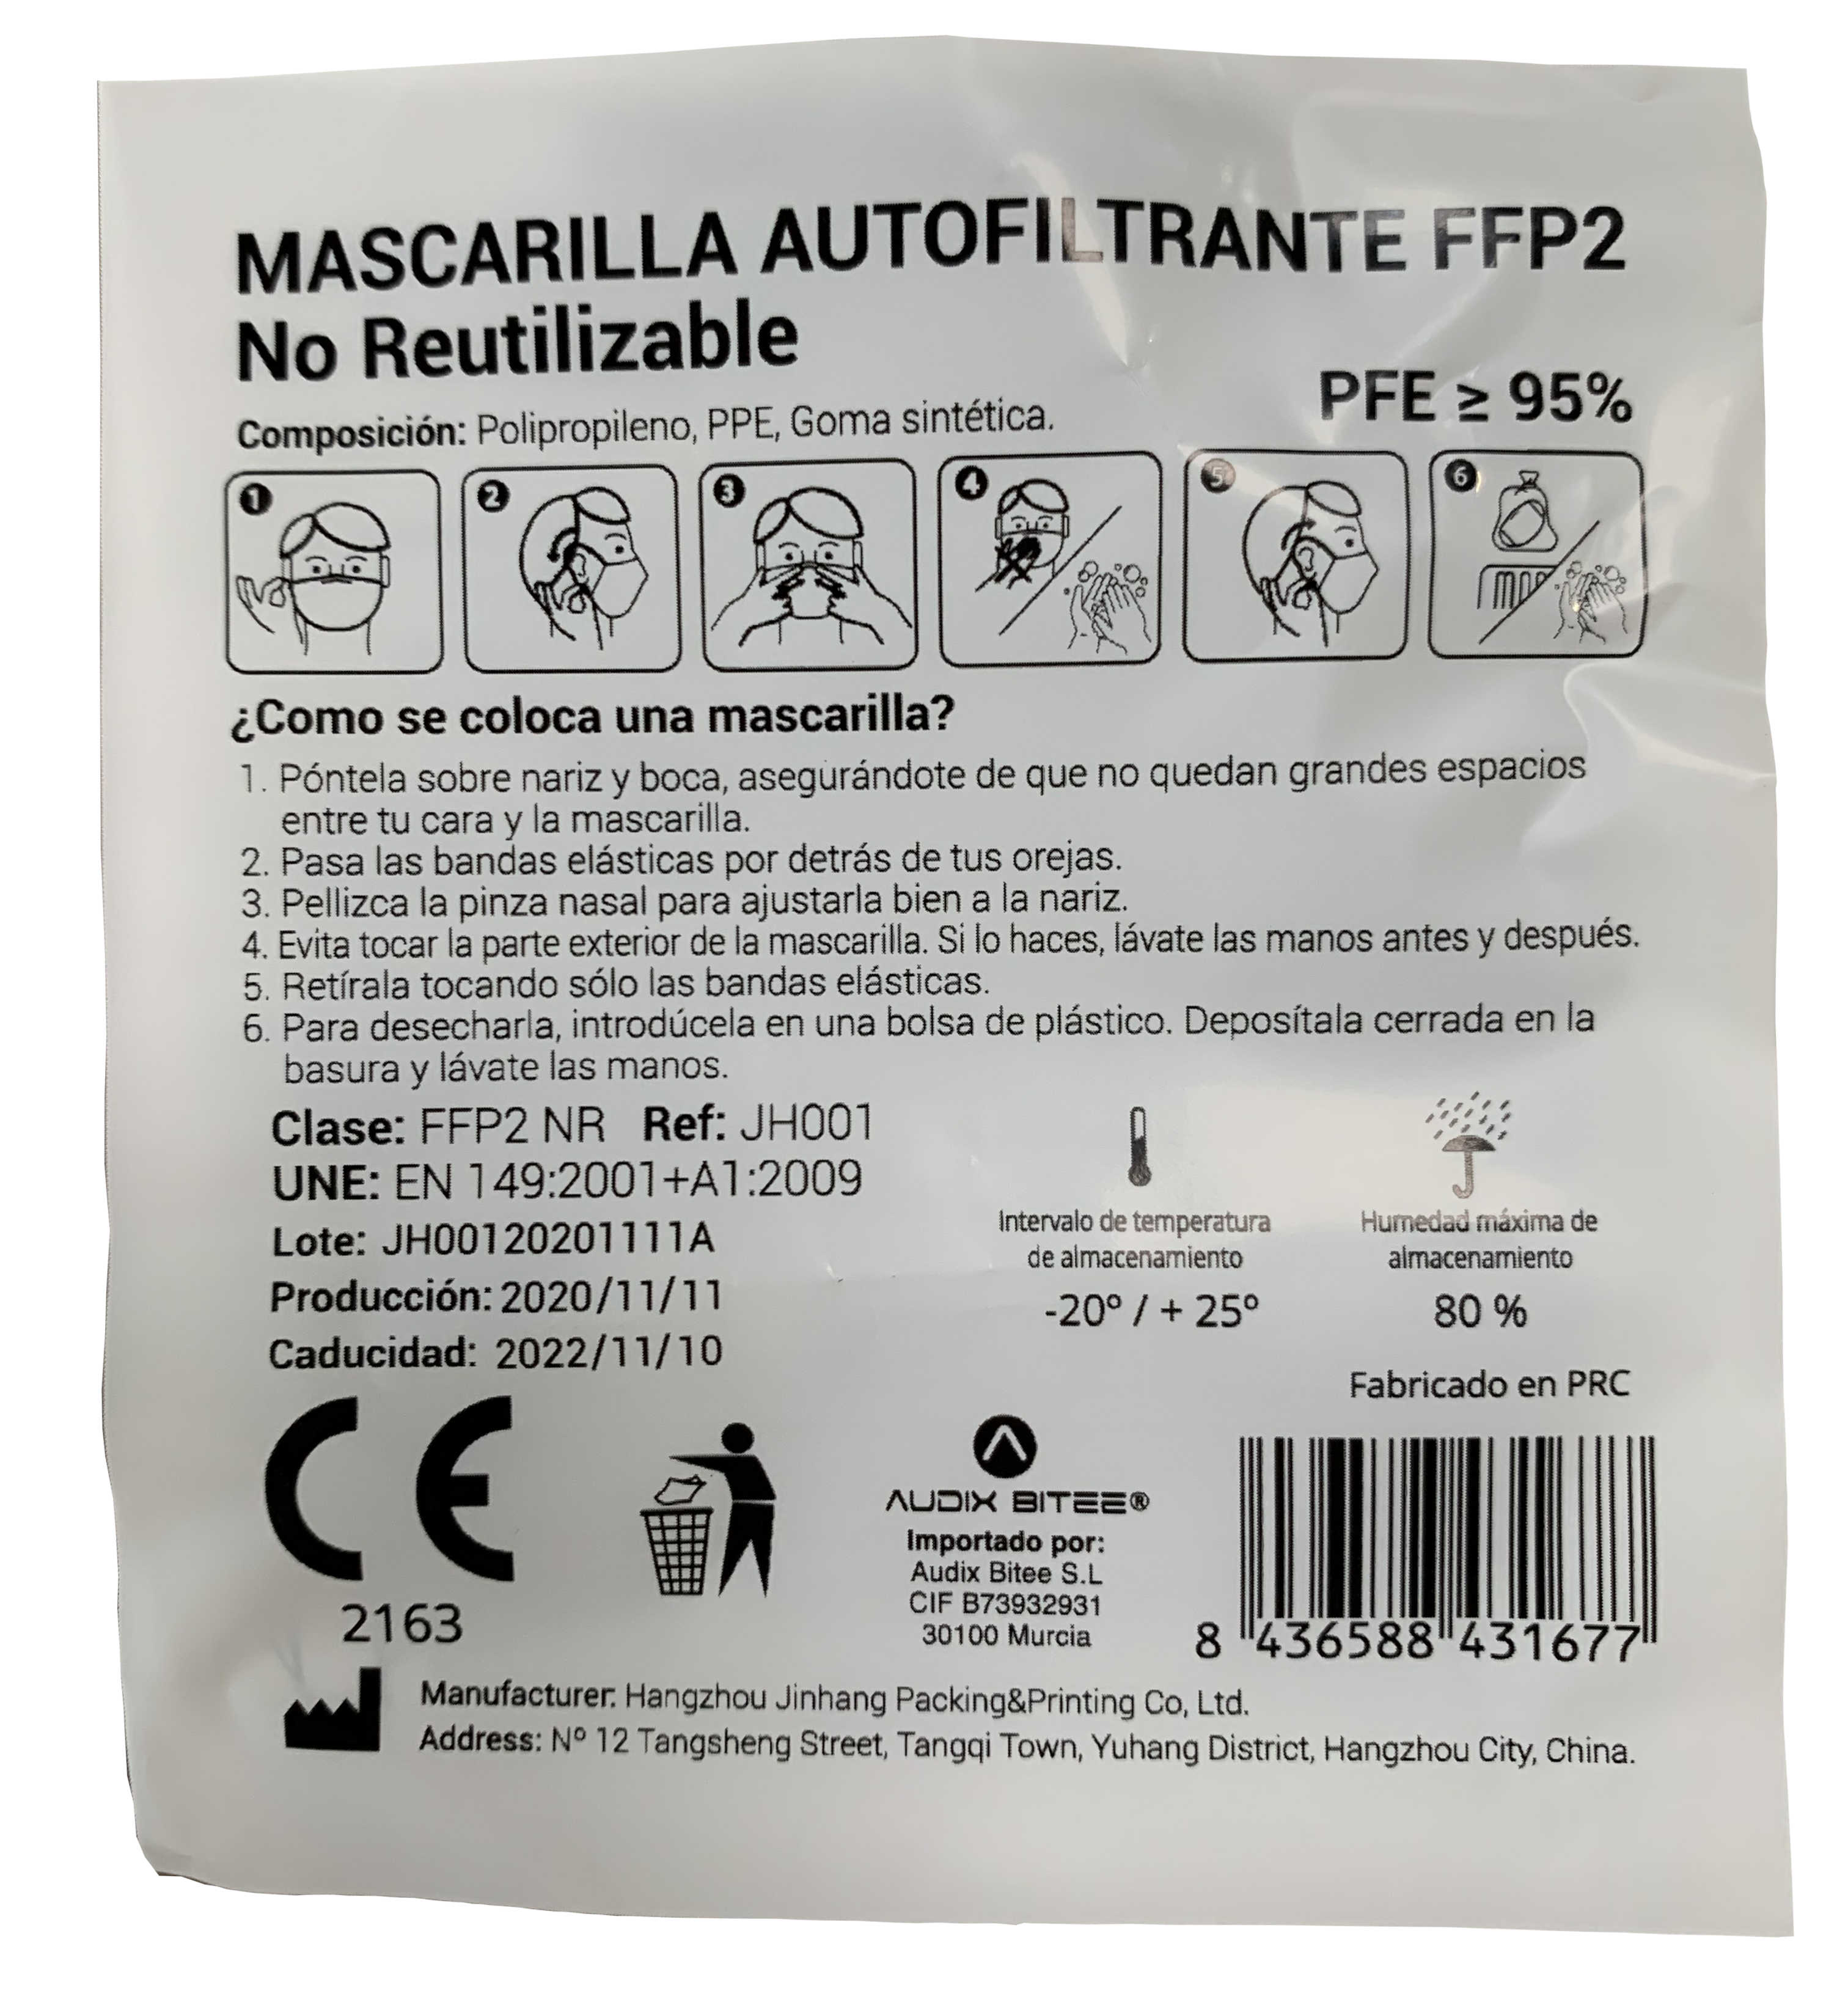 MASCARILLA AUTOFILTRANTE FFP2
No Reutilizable
PFE ≥ 95%
Composición: Polipropileno, PPE, Goma sintética.
1 2 3 4 5 6
¿Como se coloca una mascarilla?
1. Póntela sobre nariz y boca, asegurándote de que no quedan grandes espacios
entre tu cara y la mascarilla.
2. Pasa las bandas elásticas por detrás de tus orejas.
3. Pellizca la pinza nasal para ajustarla bien a la nariz.
4. Evita tocar la parte exterior de la mascarilla. Si lo haces, lávate las manos antes y después.
5. Retírala tocando sólo las bandas elásticas.
6. Para desecharla, introdúcela en una bolsa de plástico. Deposítala cerrada en la
basura y lávate las manos.
Clase: FFP2 NR Ref: JH001
UNE: EN 149:2001+A1:2009
Lote: JH00120201111A
Producción: 2020/11/11
Caducidad: 2022/11/10
Intervalo de temperatura
de almacenamiento
-20º / + 25º
Humedad máxima de
almacenamiento
80 %
Fabricado en PRC
CE
2163
AUDIX BITEE®
Importado por:
Audix Bitee S.L
CIF B73932931
30100 Murcia
8 436588 431677
Manufacturer: Hangzhou Jinhang Packing&Printing Co, Ltd.
Address: Nº 12 Tangsheng Street, Tangqi Town, Yuhang District, Hangzhou City, China.